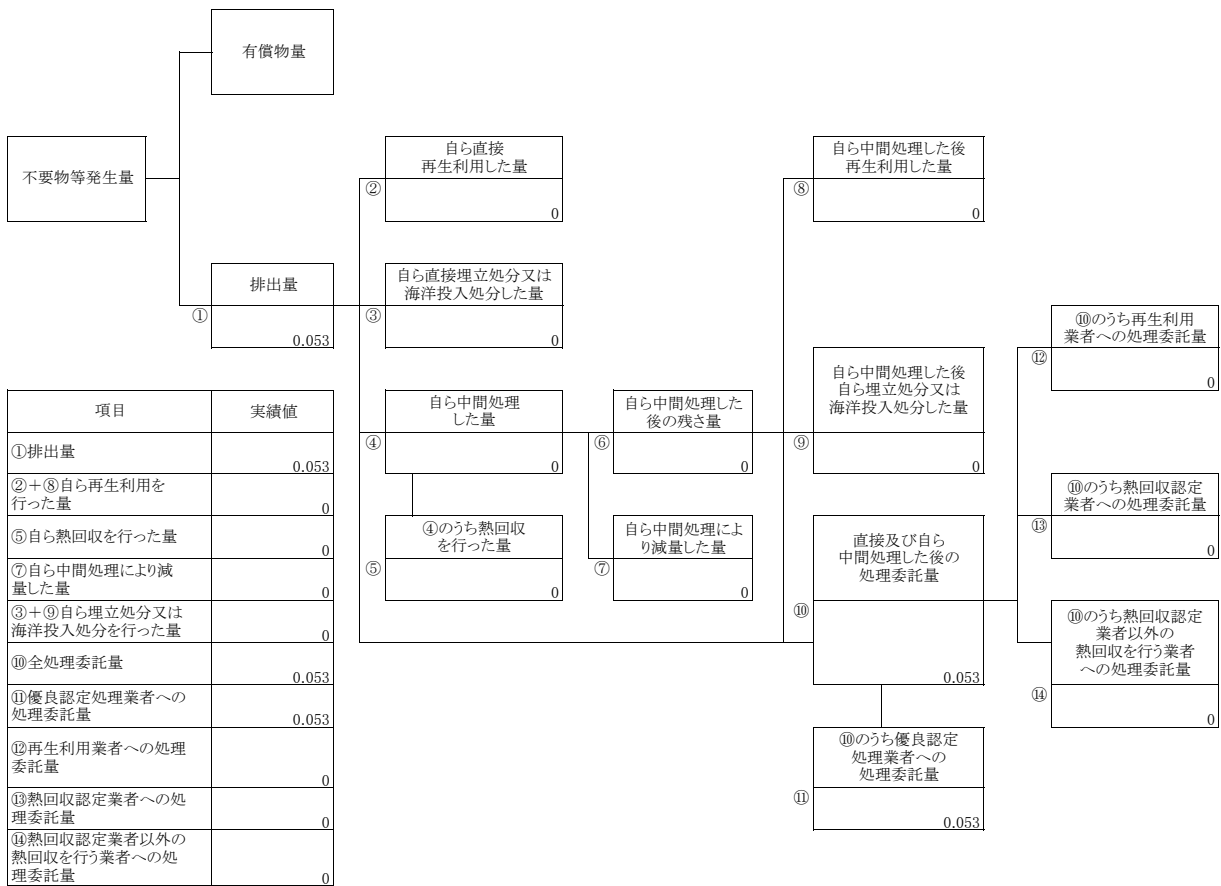 有償物量
不要物等発生量
自ら直接
再生利用した量
②
0
自ら中間処理した後
再生利用した量
⑧
0
排出量
①
0.053
自ら直接埋立処分又は
海洋投入処分した量
③
0
⑩のうち再生利用
業者への処理委託量
⑫
0
自ら中間処理
した量
④
0
自ら中間処理した
後の残さ量
⑥
0
自ら中間処理した後
自ら埋立処分又は
海洋投入処分した量
⑨
0
⑩のうち熱回収認定
業者への処理委託量
⑬
0
④のうち熱回収
を行った量
⑤
0
自ら中間処理によ
り減量した量
⑦
0
直接及び自ら
中間処理した後の
処理委託量
⑩
0.053
⑩のうち熱回収認定
業者以外の
熱回収を行う業者
への処理委託量
⑭
0
⑩のうち優良認定
処理業者への
処理委託量
⑪
0.053
項目 実績値
①排出量 0.053
②＋⑧自ら再生利用を
行った量 0
⑤自ら熱回収を行った量 0
⑦自ら中間処理により減
量した量 0
③＋⑨自ら埋立処分又は
海洋投入処分を行った量 0
⑩全処理委託量 0.053
⑪優良認定処理業者への
処理委託量 0.053
⑫再生利用業者への処理
委託量 0
⑬熱回収認定業者への処
理委託量 0
⑭熱回収認定業者以外の
熱回収を行う業者への処
理委託量 0